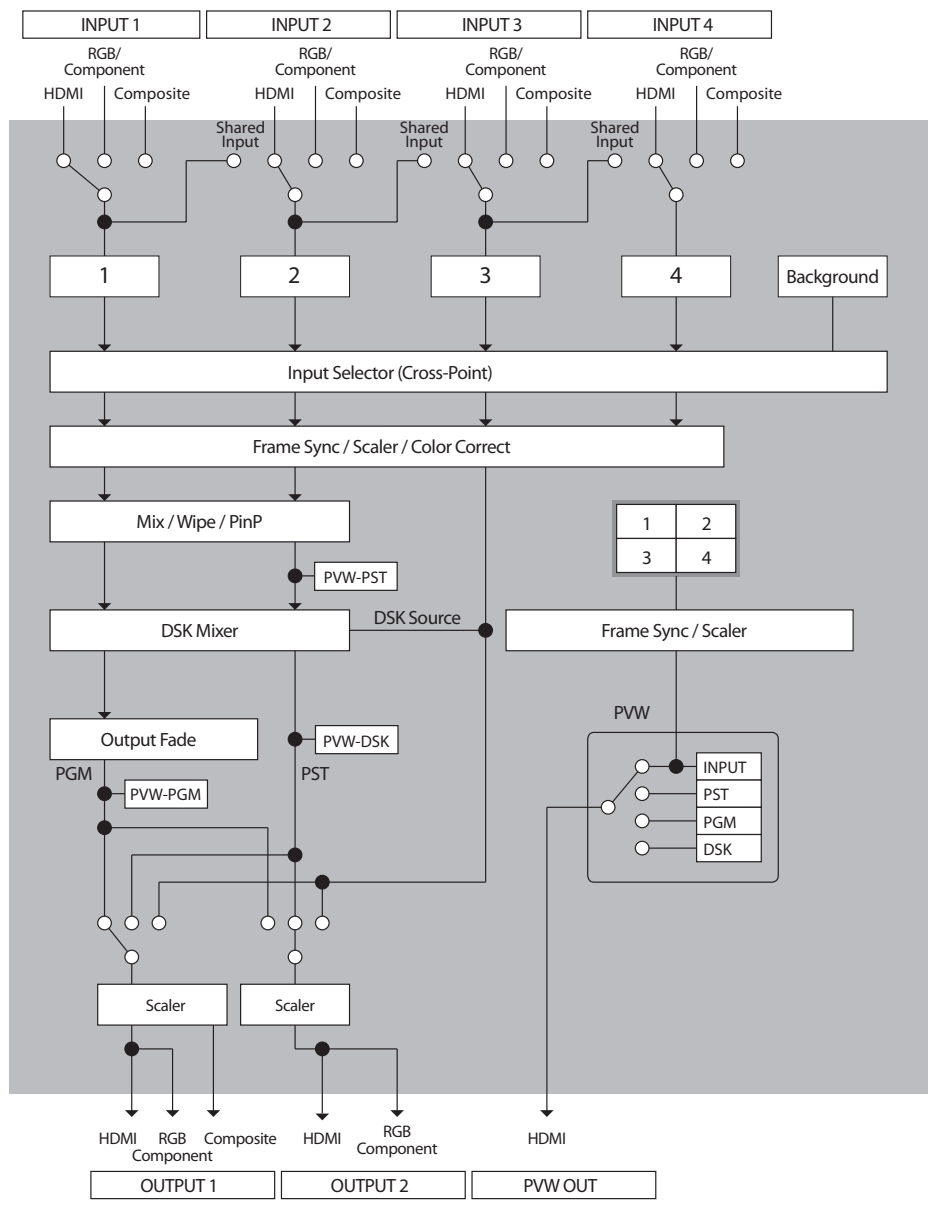 INPUT 1
INPUT 2
INPUT 3
INPUT 4
RGB/
Component
HDMI
Composite
RGB/
Component
HDMI
Composite
RGB/
Component
HDMI
Composite
RGB/
Component
HDMI
Composite
Shared
Input
Shared
Input
Shared
Input
1
2
3
4
Background
Input Selector (Cross-Point)
Frame Sync / Scaler / Color Correct
Mix / Wipe / PinP
1
2
3
4
PVW-PST
DSK Mixer
DSK Source
Frame Sync / Scaler
PVW
Output Fade
PVW-DSK
PGM
PST
PVW-PGM
INPUT
PST
PGM
DSK
Scaler
Scaler
HDMI
RGB
Component
Composite
HDMI
RGB
Component
HDMI
OUTPUT 1
OUTPUT 2
PVW OUT